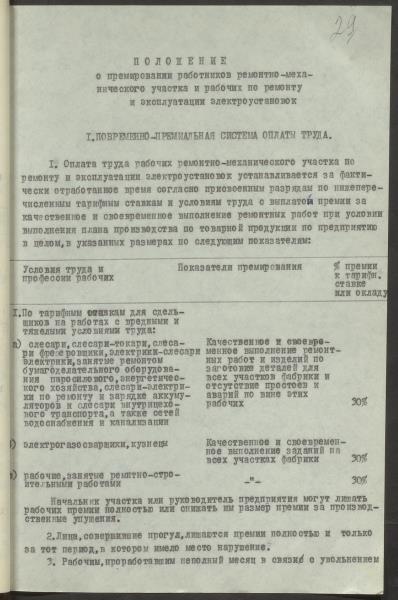 29
ПОЛОЖЕНИЕ
о премировании работников ремонтно-меха-
нического участка и рабочих по ремонту
и эксплуатации электроустановок
I.ПОВРЕМЕННО-ПРЕМИАЛЬНАЯ СИСТЕМА ОПЛАТЫ ТРУДА.
I. Оплата труда рабочих ремонтно-механического участка по
ремонту и эксплуатации электроустановок устанавливается за факти-
чески отработанное время согласно присвоенным разрядам по нижепере-
численным тарифным ставкам и условиям труда с выплатой премии за
качественное и своевременное выполнение ремонтных работ при условии
выполнения плана производства по товарной продукции по предприятию
в целом, в указанных размерах по следующим показателям:
Условия труда и профессии рабочих
Показатели премирования
% премии к тарифн. ставке или окладу
I.По тарифным ставкам для сдель-
щиков на работах с вредными и
тяжелыми условиями труда:
а) слесари,слесари-токари,слеса-
ри фрезеровщики,электрики-слесари
электрики,занятые ремонтом
бумагоделательного оборудова-
ния паросилового,энергетичес-
кого хозяйства,слесари-электри-
ки по ремонту и зарядке аккуму-
ляторов и слесари внутрицехо-
вого транспорта,а также сетей
водоснабжения и канализации
Качественное и своевре-
менное выполнение ремонт-
ных работ и изделий по
заготовке деталей для
всех участков фабрики и
отсутствие простоев и
аварий по вине этих
рабочих 30%
) электрогазосварщики,кузнецы
Качественное и своевремен-
ное выполнение заданий на
всех участках фабрики 30%
) рабочие,занятые ремнтно-стро-
ительными работами -"- 30%
Начальник участка или руководитель предприятия могут лишать
рабочих премии полностью или снижать им размер премии за производ-
ственные упущения.
2.Лица,совершившие прогул,лишаются премии полностью и только
за тот период,в котором имело место нарушение.
3. Рабочим,проработавшим неполный месяц в связи с увольнением